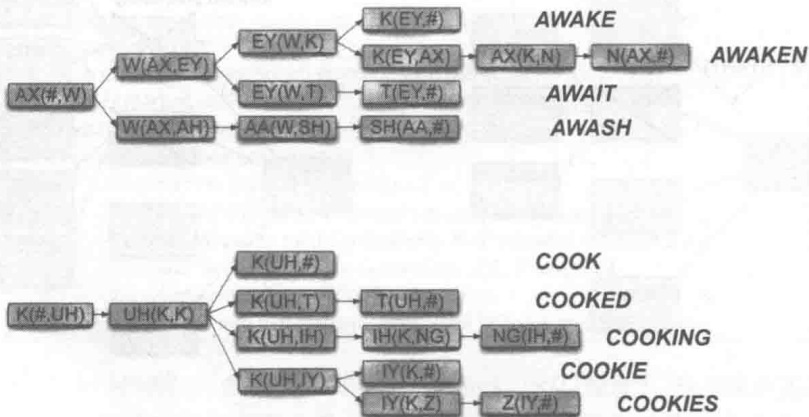 K(EY,#) AWAKE
EY(W,K)
W(AX,EY) K(EY,AX) AX(K,N) N(AX,#) AWAKEN
AX(#,W) EY(W,T) T(EY,#) AWAIT
W(AX,AH) AA(W,SH) SH(AA,#) AWASH
K(UH,#) COOK
K(UH,T) T(UH,#) COOKED
K(#,UH) UH(K,K)
K(UH,IH) IH(K,NG) NG(IH,#) COOKING
K(UH,IY) IY(K,#) COOKIE
IY(K,Z) Z(IY,#) COOKIES